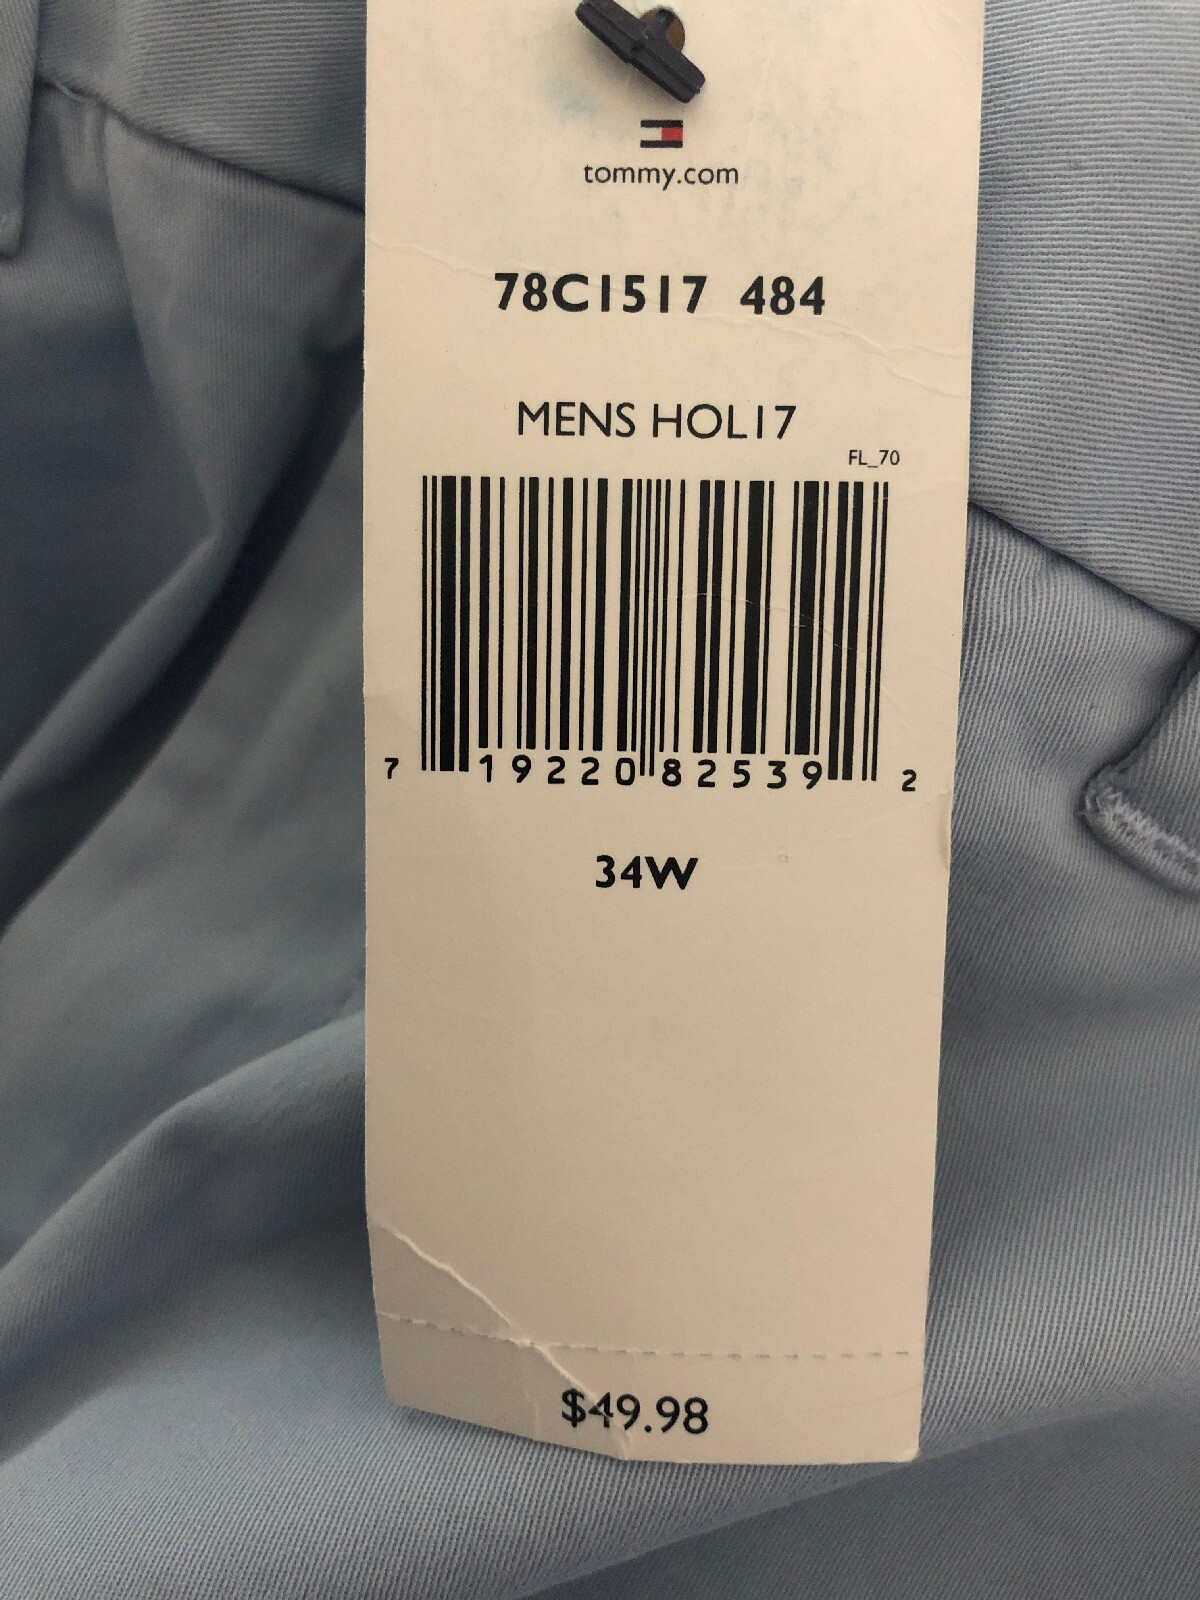 tommy.com
78C1517 484
MENS HOL17
FL_70
7 19220 82539 2
34W
$49.98